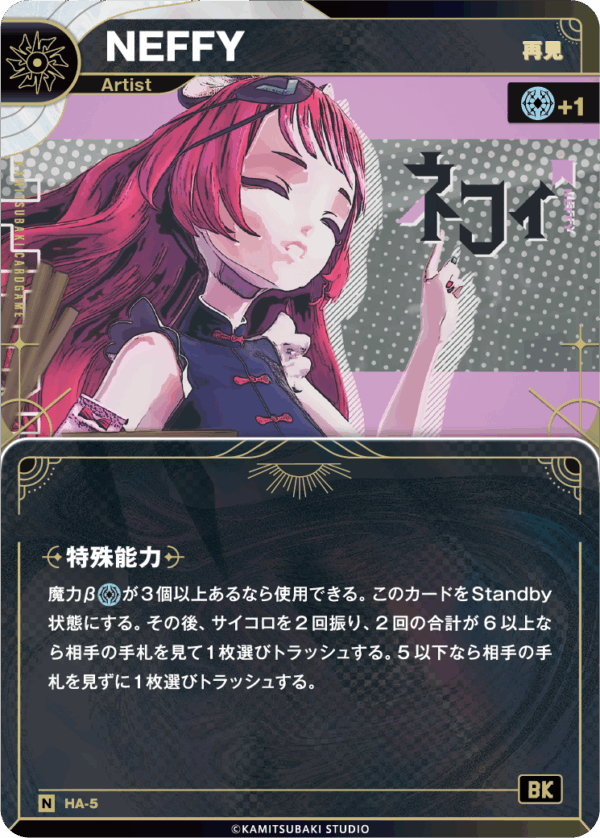 NEFFY
再見
Artist
+1
ネフィ
NEFFY
KAMITSUBAKI CARD GAME
特殊能力
魔力βが3個以上あるなら使用できる。このカードをStandby
状態にする。その後、サイコロを2回振り、2回の合計が6以上な
ら相手の手札を見て1枚選びトラッシュする。5以下なら相手の手
札を見ずに1枚選びトラッシュする。
N HA-5
BK
©KAMITSUBAKI STUDIO